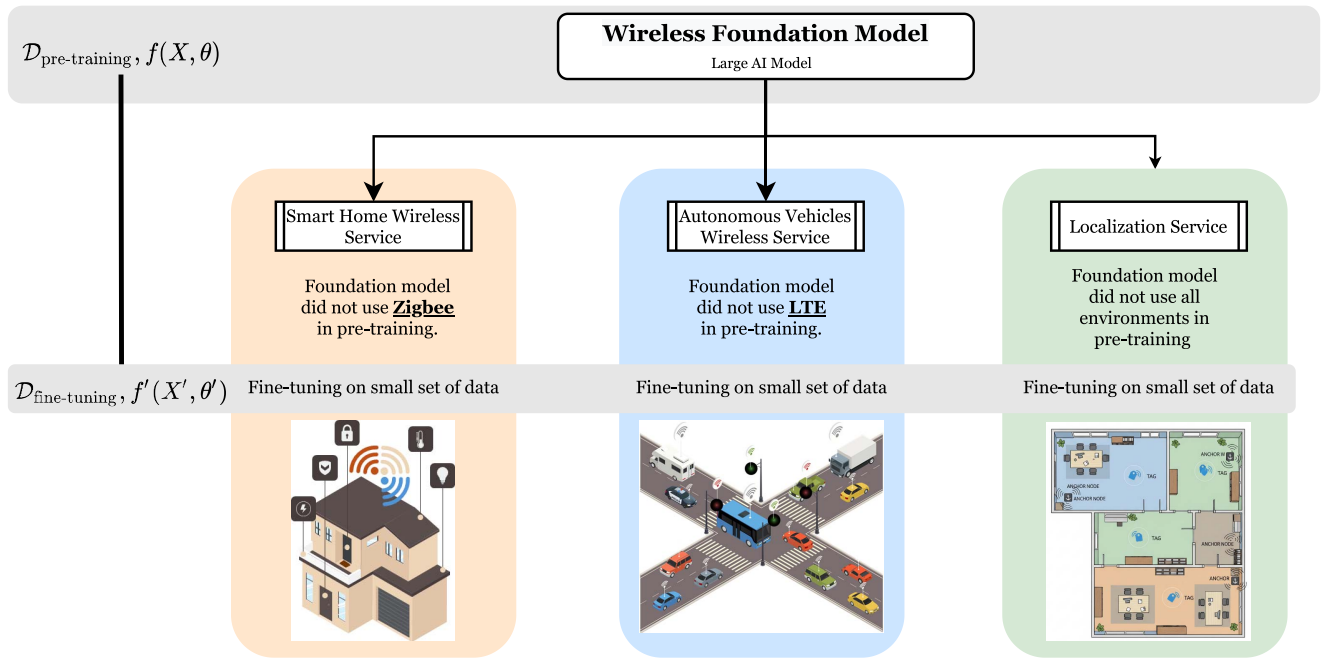 𝒟pre-training, f(X, θ)
Wireless Foundation Model
Large AI Model
Smart Home Wireless
Service
Autonomous Vehicles
Wireless Service
Localization Service
Foundation model
did not use Zigbee
in pre-training.
Foundation model
did not use LTE
in pre-training.
Foundation model
did not use all
environments in
pre-training
𝒟fine-tuning, f′(X′, θ′)
Fine-tuning on small set of data
Fine-tuning on small set of data
Fine-tuning on small set of data
ANCHOR
TAG
TAG
ANCHOR NODE
ANCHOR NODE
TAG
ANCHOR NODE
ANCHOR
TAG